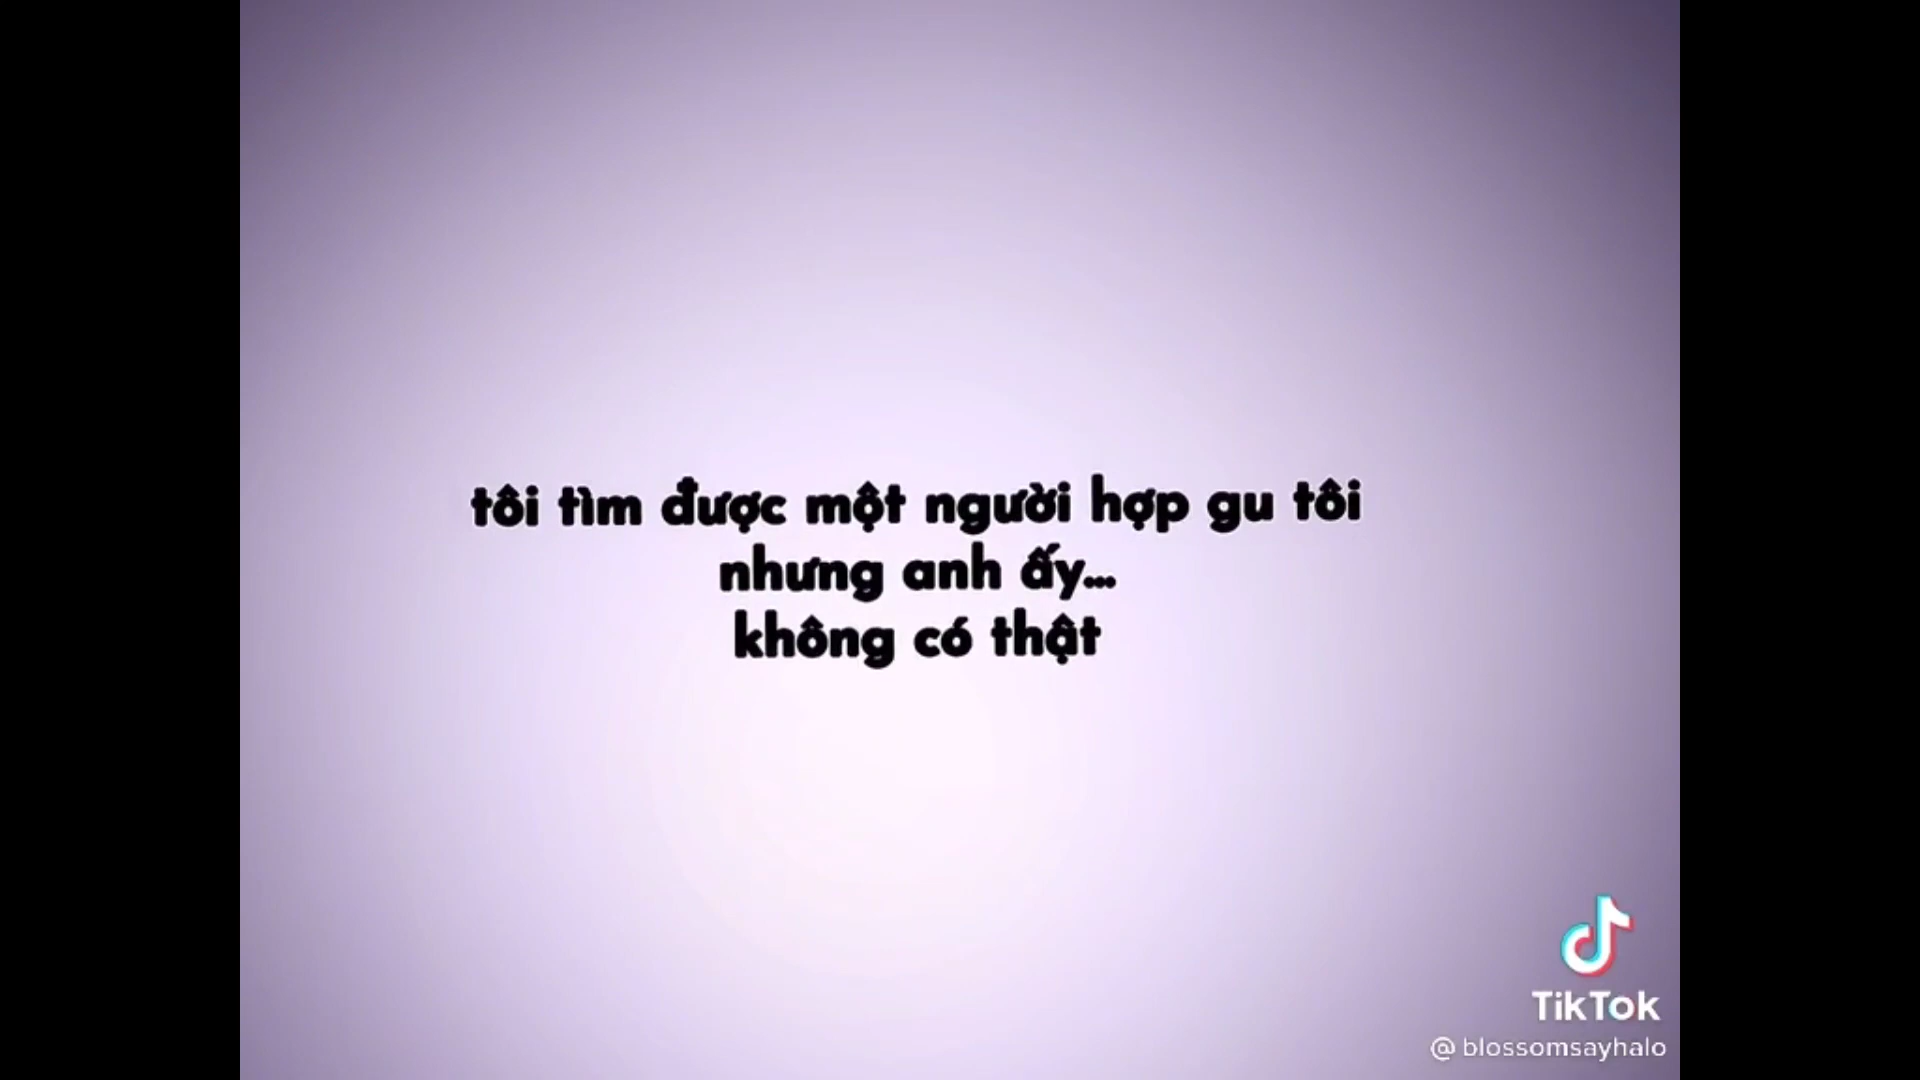 tôi tìm được một người hợp gu tôi
nhưng anh ấy...
không có thật
TikTok
@blossomsayhalo